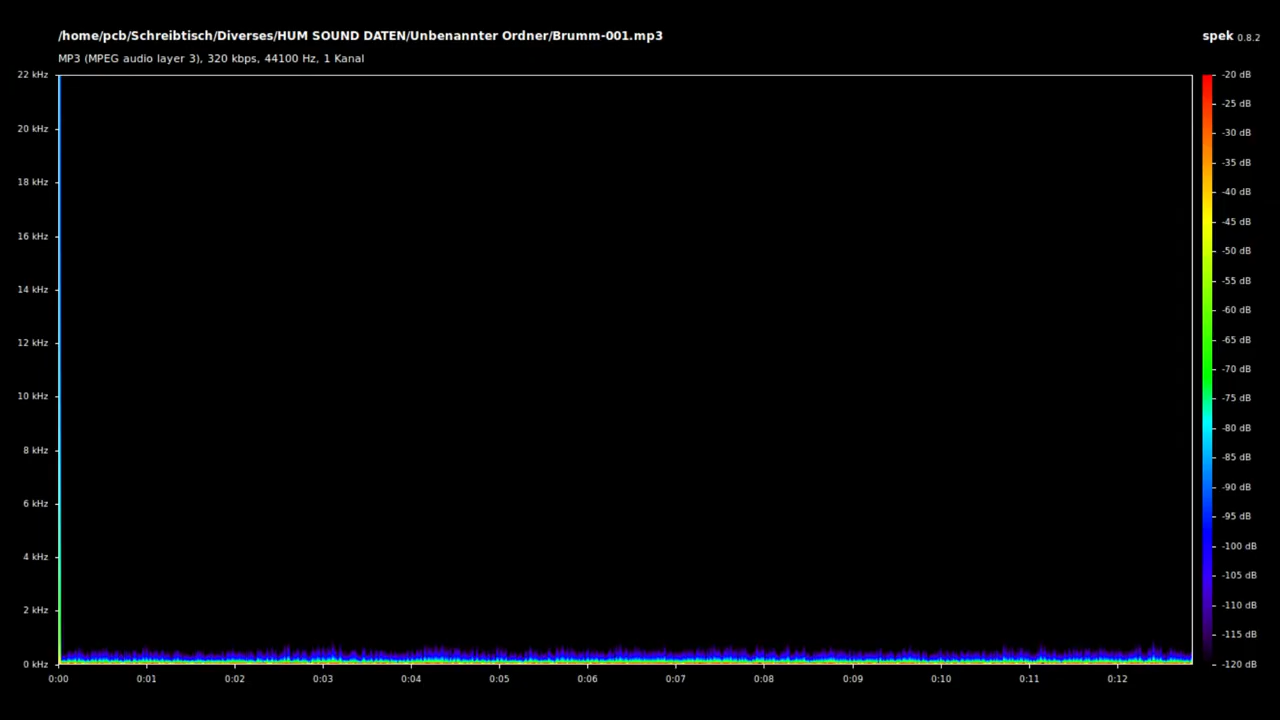 /home/pcb/Schreibtisch/Diverses/HUM SOUND DATEN/Unbenannter Ordner/Brumm-001.mp3
spek 0.8.2
MP3 (MPEG audio layer 3), 320 kbps, 44100 Hz, 1 Kanal
22 kHz
20 kHz
18 kHz
16 kHz
14 kHz
12 kHz
10 kHz
8 kHz
6 kHz
4 kHz
2 kHz
0 kHz
0:00
0:01
0:02
0:03
0:04
0:05
0:06
0:07
0:08
0:09
0:10
0:11
0:12
-20 dB
-25 dB
-30 dB
-35 dB
-40 dB
-45 dB
-50 dB
-55 dB
-60 dB
-65 dB
-70 dB
-75 dB
-80 dB
-85 dB
-90 dB
-95 dB
-100 dB
-105 dB
-110 dB
-115 dB
-120 dB